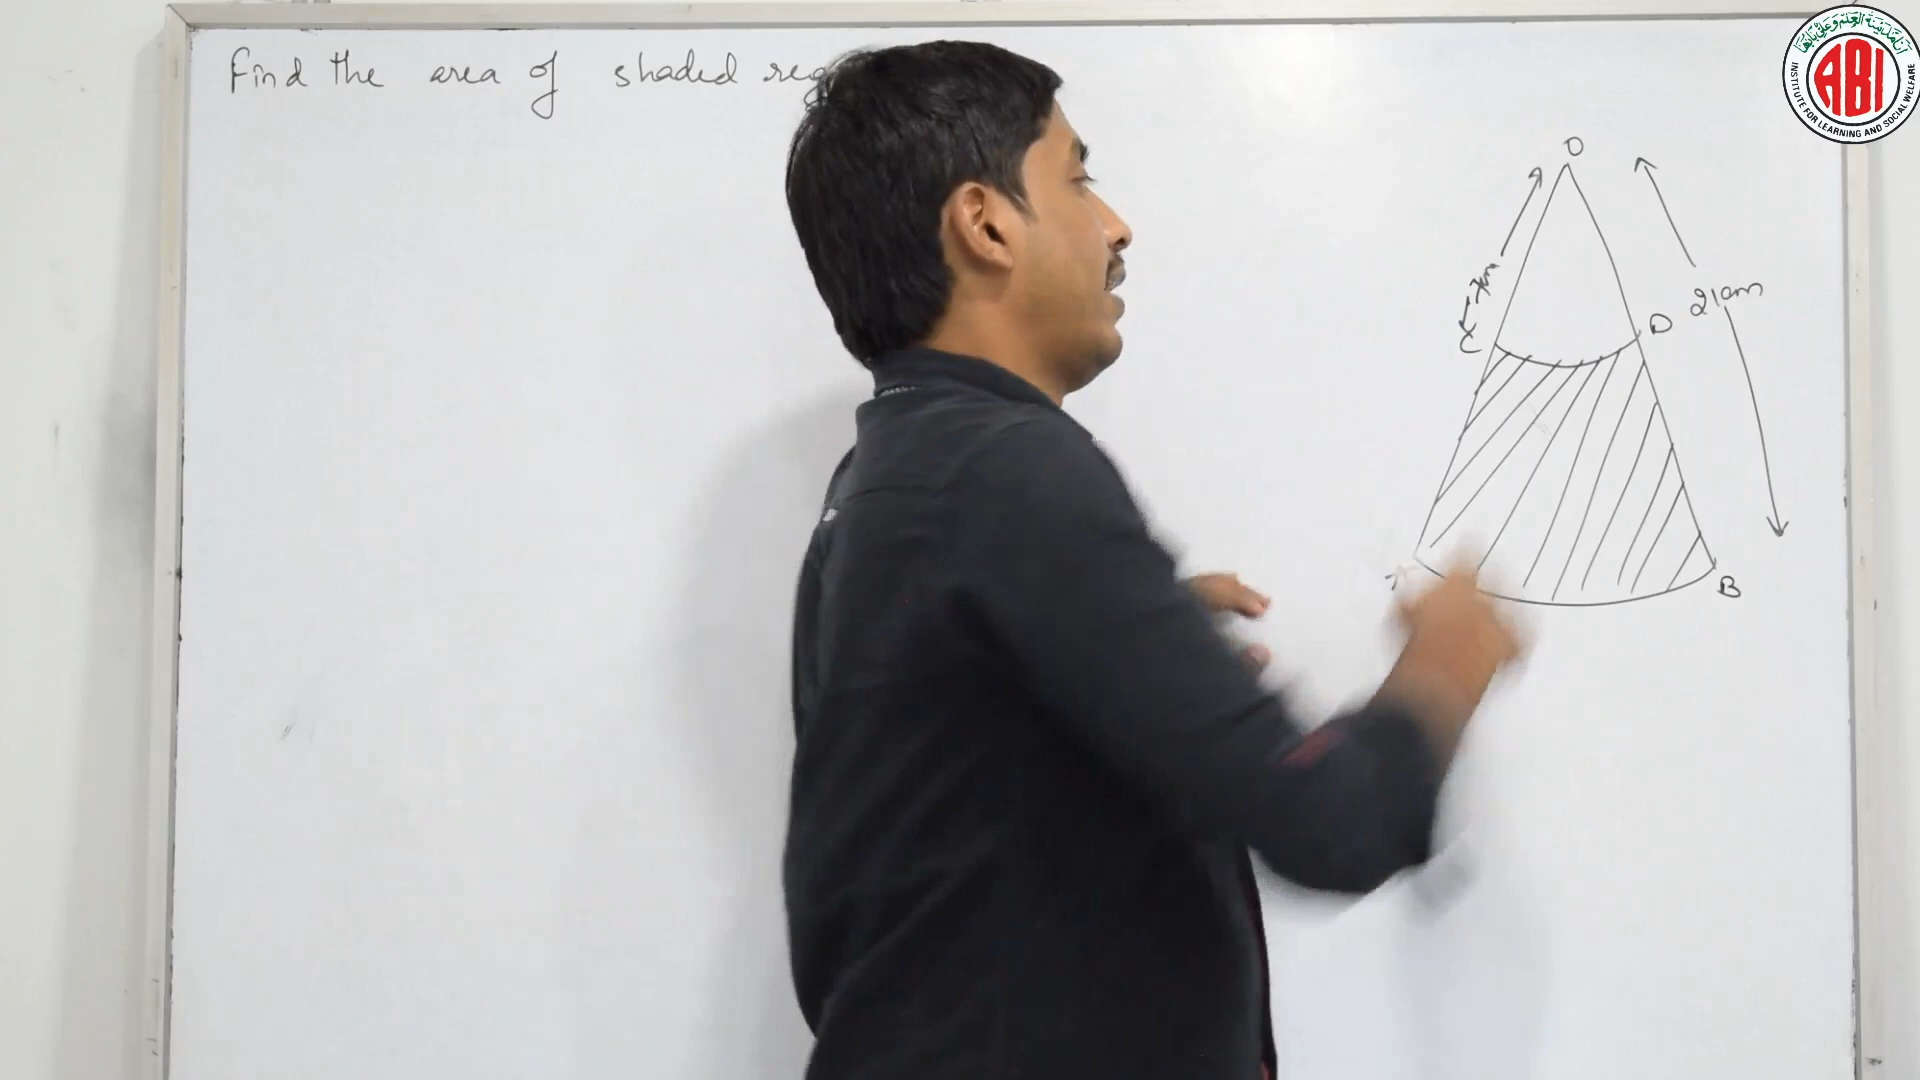 Find the area of shaded reg
O
7cm
21cm
D
C
A
B
ABI
INSTITUTE FOR LEARNING AND SOCIAL WELFARE